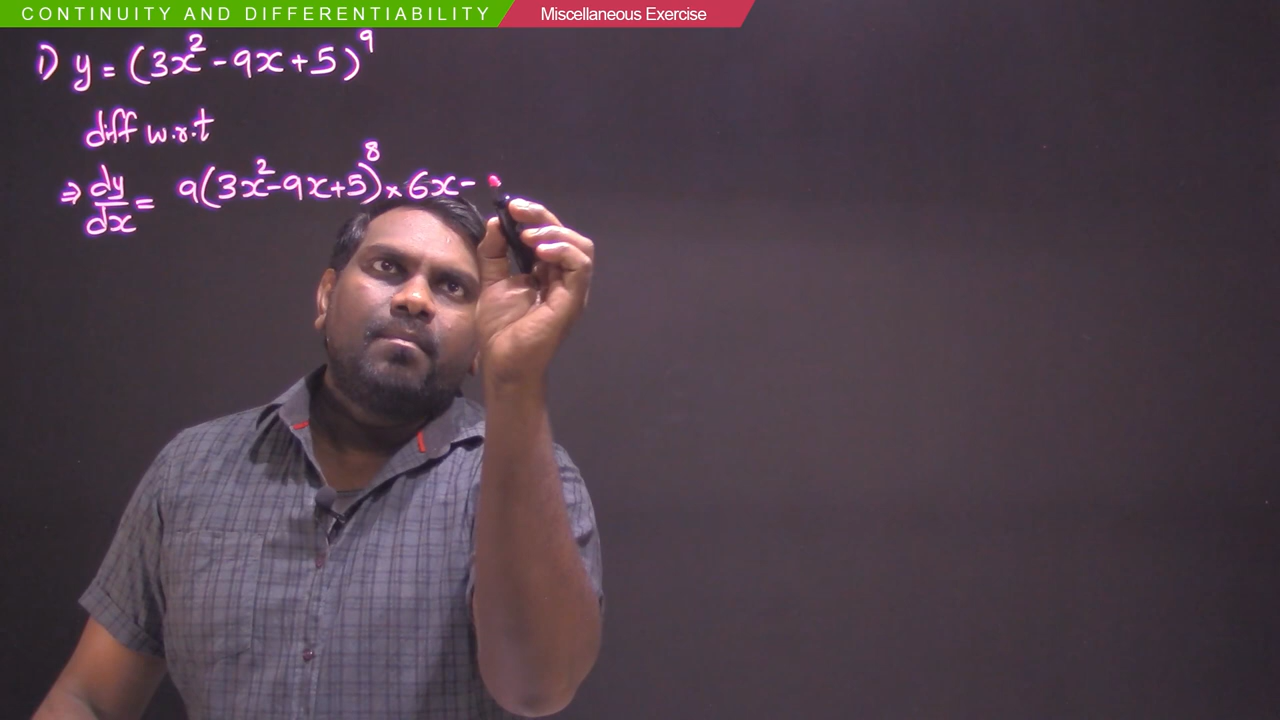 CONTINUITY AND DIFFERENTIABILITY Miscellaneous Exercise
1) y = (3x² - 9x + 5)⁹
diff w.r.t
⇒ dy/dx = 9(3x² - 9x + 5)⁸ × 6x -